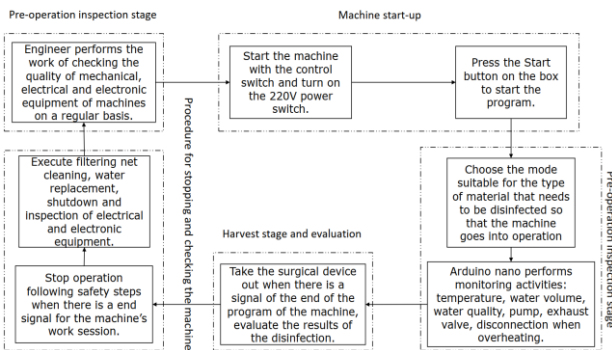 Pre-operation inspection stage
Machine start-up
Engineer performs the
work of checking the
quality of mechanical,
electrical and electronic
equipment of machines
on a regular basis.
Start the machine
with the control
switch and turn on
the 220V power
switch.
Press the Start
button on the box
to start the
program.
Procedure for stopping and checking the machine
Execute filtering net
cleaning, water
replacement,
shutdown and
inspection of electrical
and electronic
equipment.
Choose the mode
suitable for the type
of material that needs
to be disinfected so
that the machine
goes into operation
Pre-operation inspection stage
Harvest stage and evaluation
Stop operation
following safety steps
when there is a end
signal for the machine's
work session.
Take the surgical device
out when there is a
signal of the end of the
program of the machine,
evaluate the results of
the disinfection.
Arduino nano performs
monitoring activities:
temperature, water volume,
water quality, pump, exhaust
valve, disconnection when
overheating.